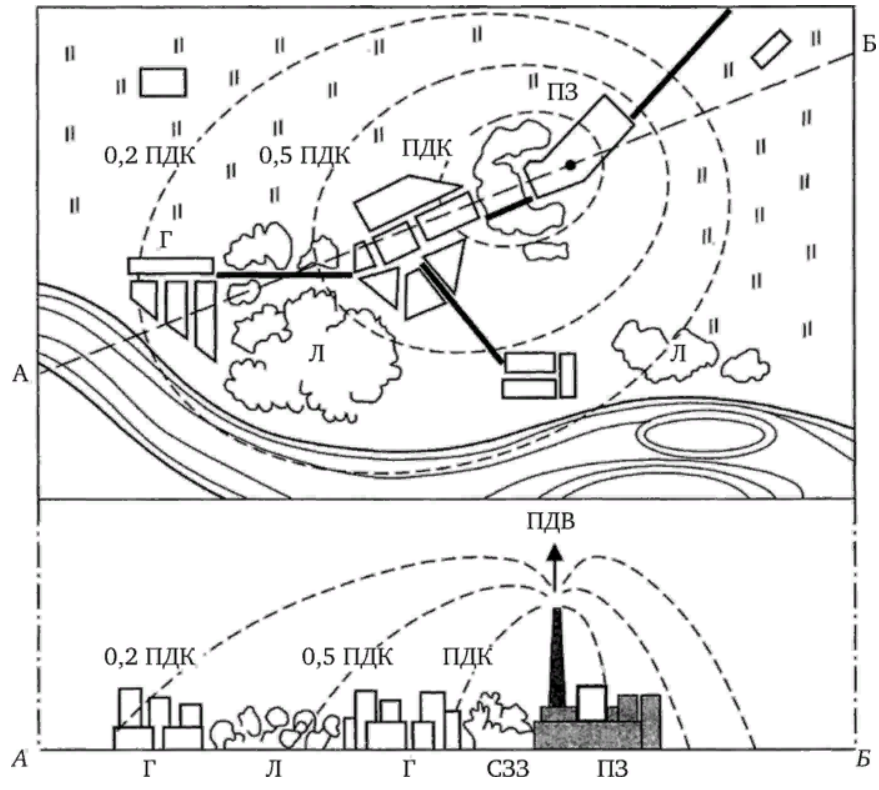 Б
ПЗ
ПДК
0,2 ПДК
0,5 ПДК
Г
Л
Л
А
ПДВ
0,2 ПДК
0,5 ПДК
ПДК
А
Г
Л
Г
СЗЗ
ПЗ
Б